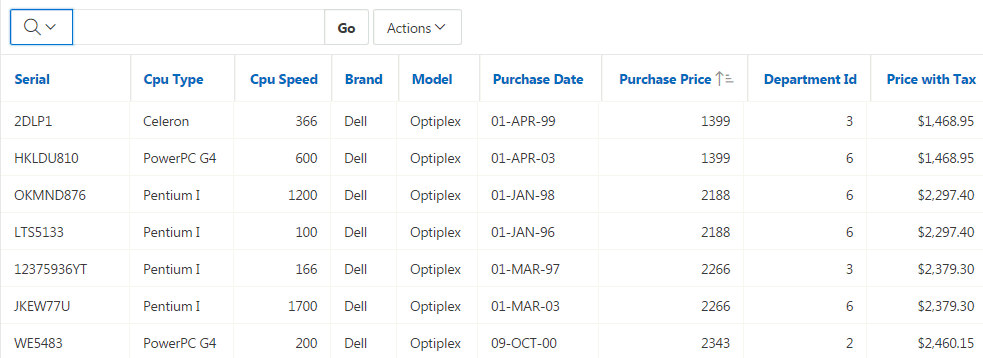 Go Actions
Serial Cpu Type Cpu Speed Brand Model Purchase Date Purchase Price Department Id Price with Tax
2DLP1 Celeron 366 Dell Optiplex 01-APR-99 1399 3 $1,468.95
HKLDU810 PowerPC G4 600 Dell Optiplex 01-APR-03 1399 6 $1,468.95
OKMND876 Pentium I 1200 Dell Optiplex 01-JAN-98 2188 6 $2,297.40
LTS5133 Pentium I 100 Dell Optiplex 01-JAN-96 2188 6 $2,297.40
12375936YT Pentium I 166 Dell Optiplex 01-MAR-97 2266 3 $2,379.30
JKEW77U Pentium I 1700 Dell Optiplex 01-MAR-03 2266 6 $2,379.30
WE5483 PowerPC G4 200 Dell Optiplex 09-OCT-00 2343 2 $2,460.15